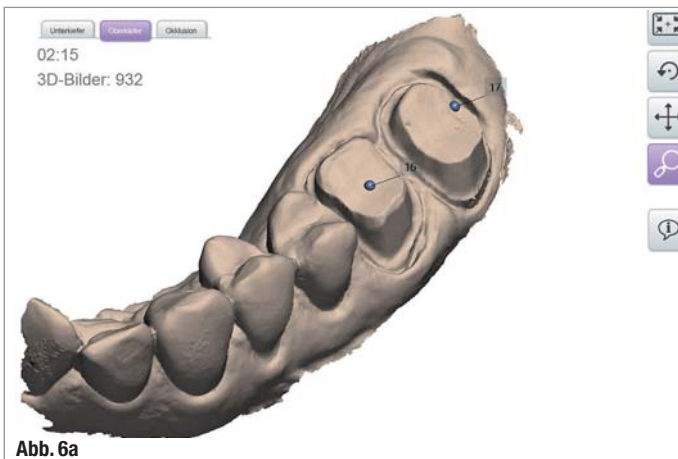 Unterkiefer Oberkiefer Okklusion
02:15
3D-Bilder: 932
17
16
Abb. 6a